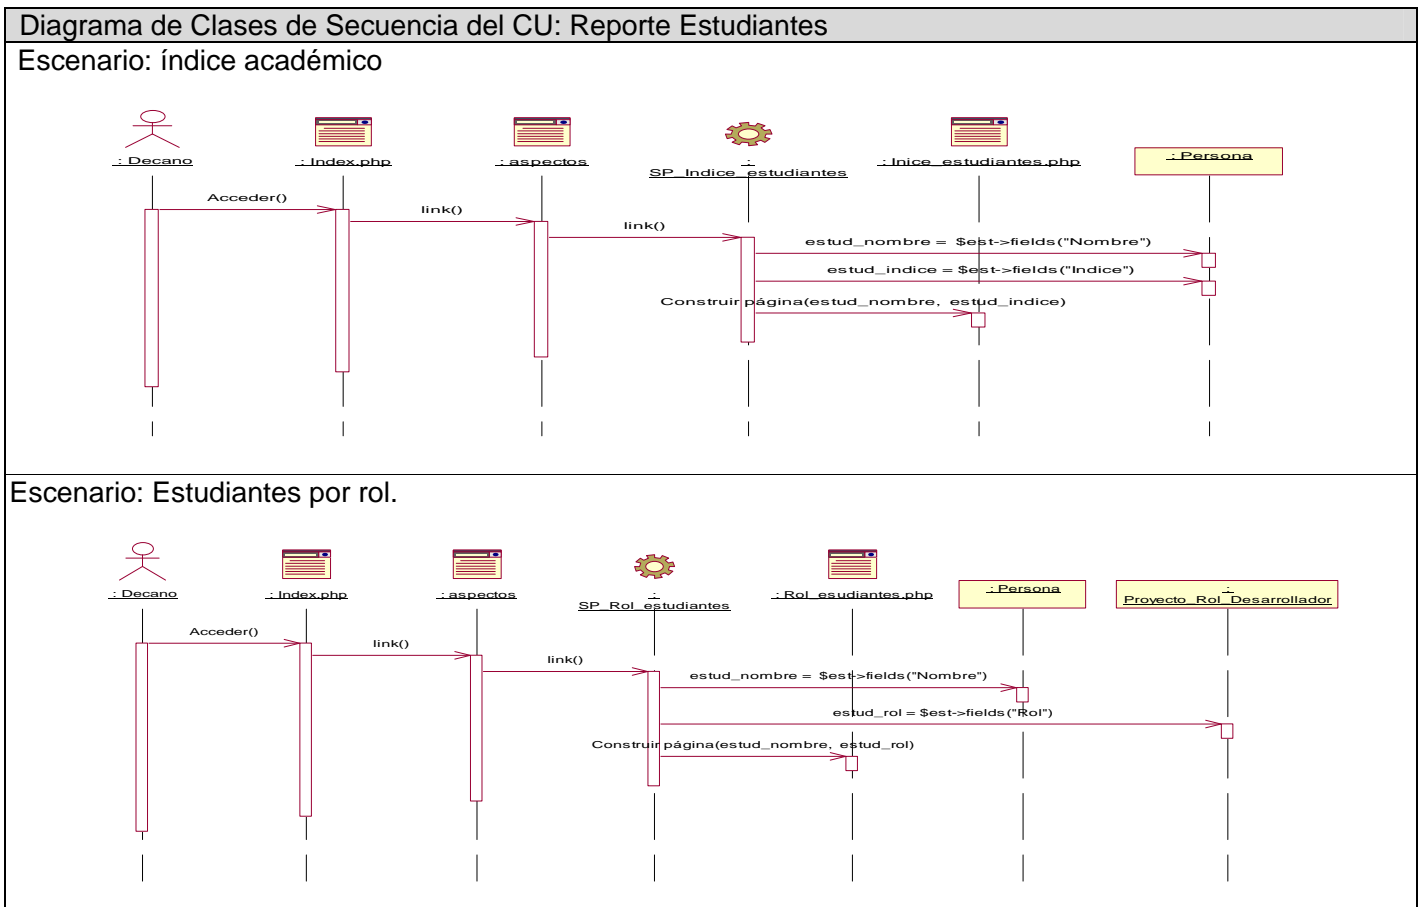 Diagrama de Clases de Secuencia del CU: Reporte Estudiantes
Escenario: índice académico
: Decano
: Index.php
: aspectos
:
SP_Indice_estudiantes
: Inice_estudiantes.php
: Persona
Acceder()
link()
link()
estud_nombre = $est->fields("Nombre")
estud_indice = $est->fields("Indice")
Construir página(estud_nombre, estud_indice)
Escenario: Estudiantes por rol.
: Decano
: Index.php
: aspectos
:
SP_Rol_estudiantes
: Rol_esudiantes.php
: Persona
:
Proyecto_Rol_Desarrollador
Acceder()
link()
link()
estud_nombre = $est->fields("Nombre")
estud_rol = $est->fields("Rol")
Construir página(estud_nombre, estud_rol)